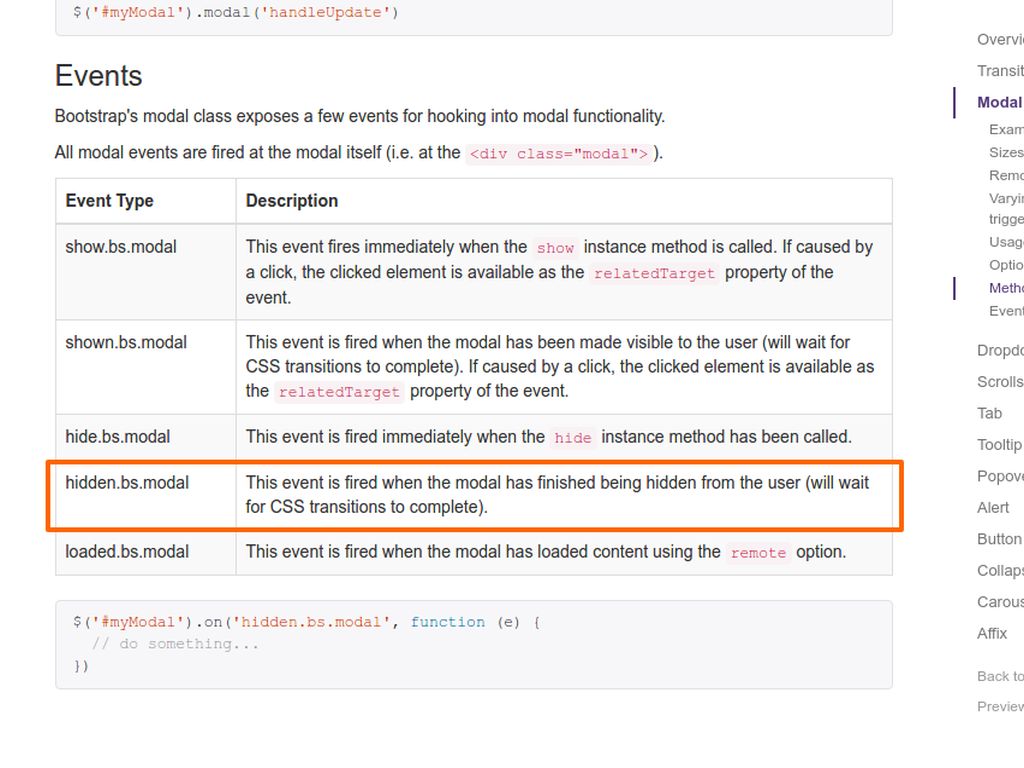 $('#myModal').modal('handleUpdate')
Events
Bootstrap's modal class exposes a few events for hooking into modal functionality.
All modal events are fired at the modal itself (i.e. at the <div class="modal">).
Event Type Description
show.bs.modal This event fires immediately when the show instance method is called. If caused by
a click, the clicked element is available as the relatedTarget property of the
event.
shown.bs.modal This event is fired when the modal has been made visible to the user (will wait for
CSS transitions to complete). If caused by a click, the clicked element is available as
the relatedTarget property of the event.
hide.bs.modal This event is fired immediately when the hide instance method has been called.
hidden.bs.modal This event is fired when the modal has finished being hidden from the user (will wait
for CSS transitions to complete).
loaded.bs.modal This event is fired when the modal has loaded content using the remote option.
$('#myModal').on('hidden.bs.modal', function (e) {
// do something...
})
Overvi
Transit
Modal
Exam
Sizes
Remo
Varyin
trigge
Usag
Optio
Metho
Event
Dropdo
Scrolls
Tab
Tooltip
Popove
Alert
Button
Collaps
Carous
Affix
Back to
Preview